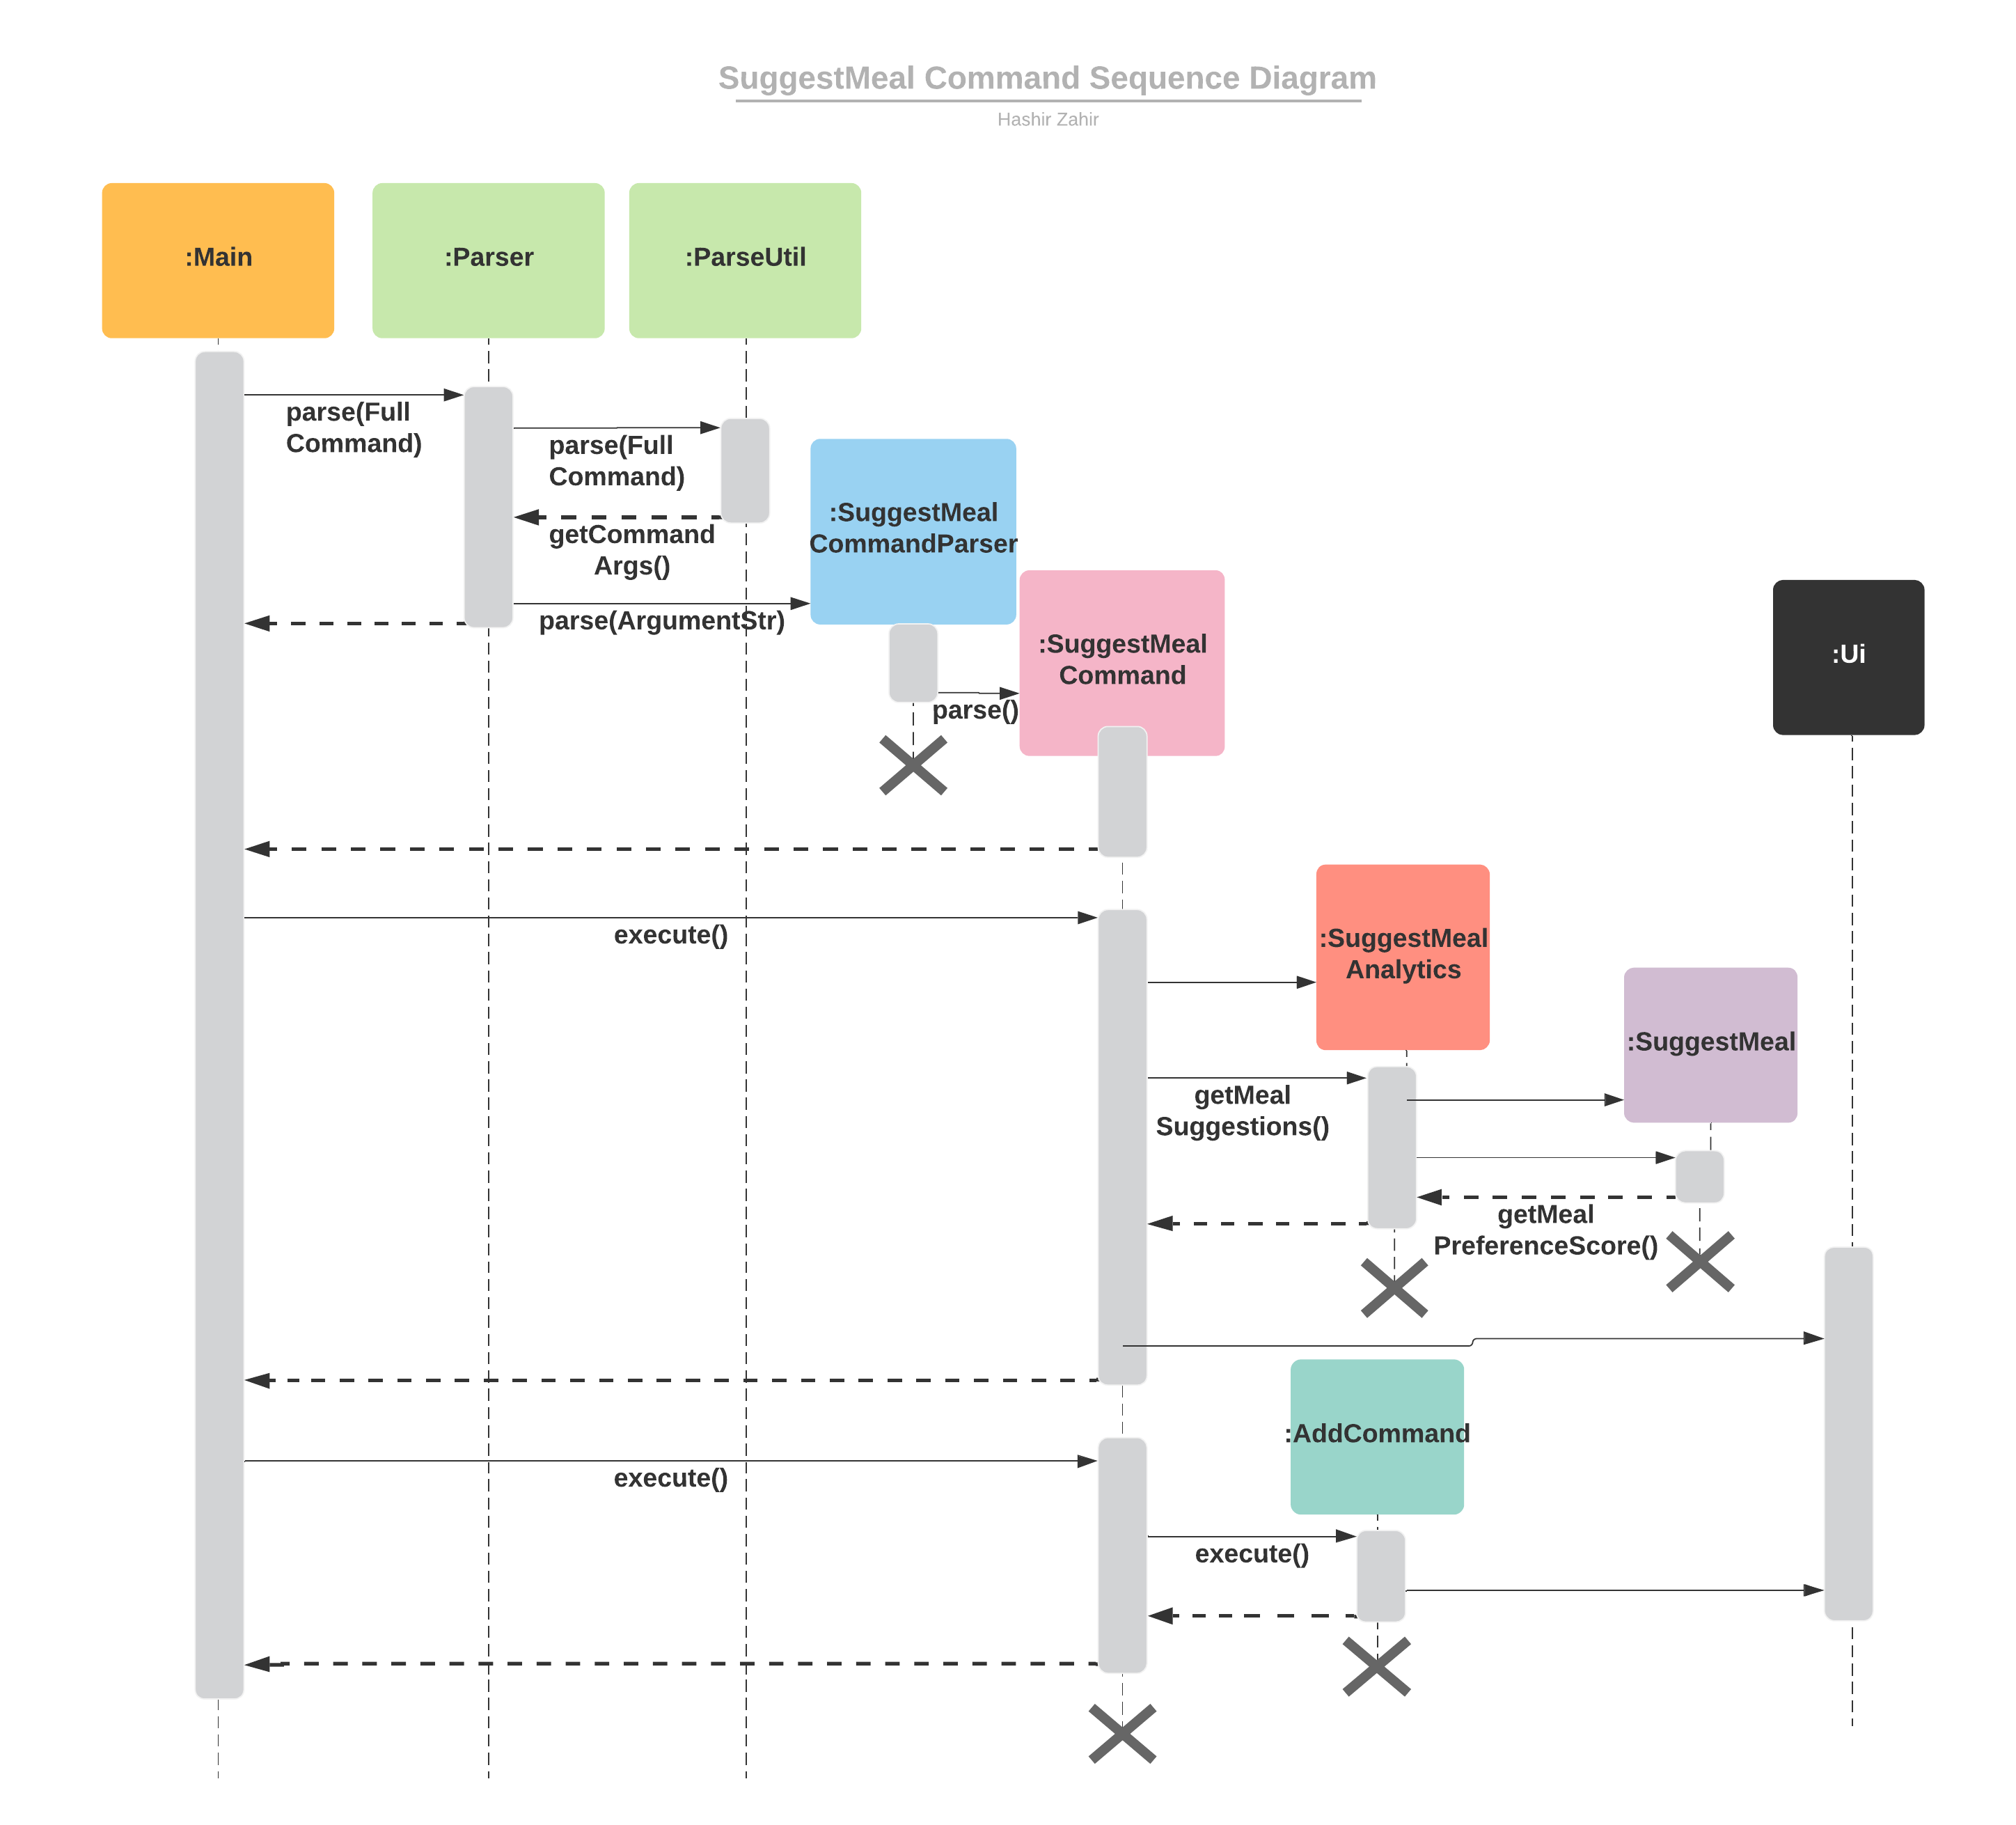 SuggestMeal Command Sequence Diagram
Hashir Zahir
:Main
:Parser
:ParseUtil
parse(Full
Command)
parse(Full
Command)
getCommand
Args()
:SuggestMeal
CommandParser
parse(ArgumentStr)
:SuggestMeal
Command
:Ui
parse()
execute()
:SuggestMeal
Analytics
:SuggestMeal
getMeal
Suggestions()
getMeal
PreferenceScore()
:AddCommand
execute()
execute()